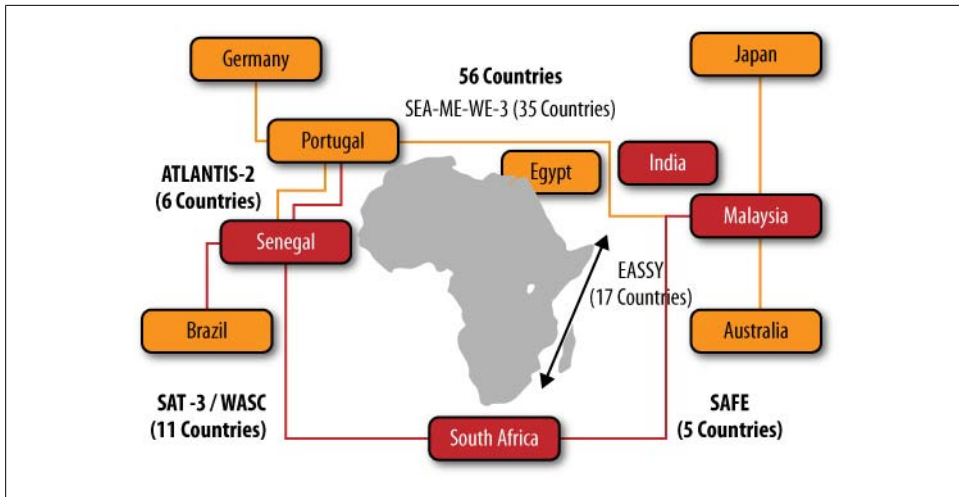 Germany
Japan
56 Countries
SEA-ME-WE-3 (35 Countries)
Portugal
India
Egypt
ATLANTIS-2
(6 Countries)
Malaysia
Senegal
EASSY
(17 Countries)
Brazil
Australia
SAT -3 / WASC
(11 Countries)
SAFE
(5 Countries)
South Africa